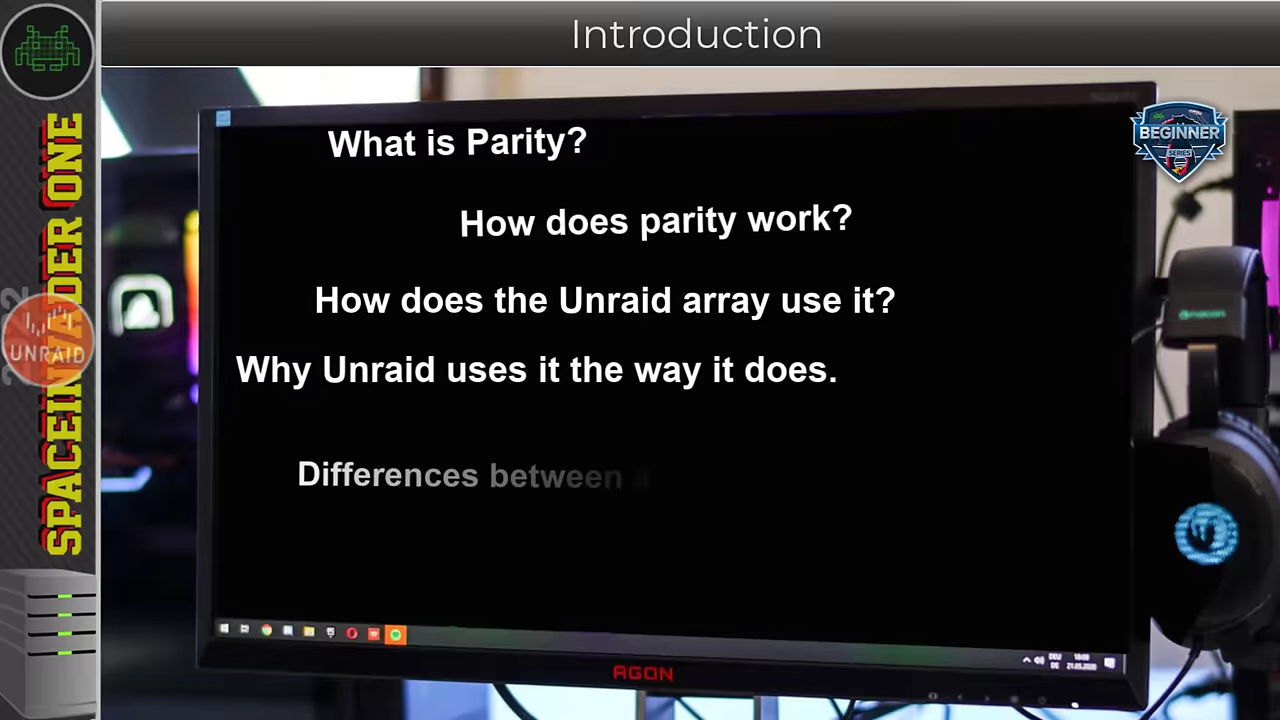 Introduction
SPACEINVADER ONE
UNRAID
BEGINNER
SERIES
What is Parity?
How does parity work?
How does the Unraid array use it?
Why Unraid uses it the way it does.
Differences between
AGON